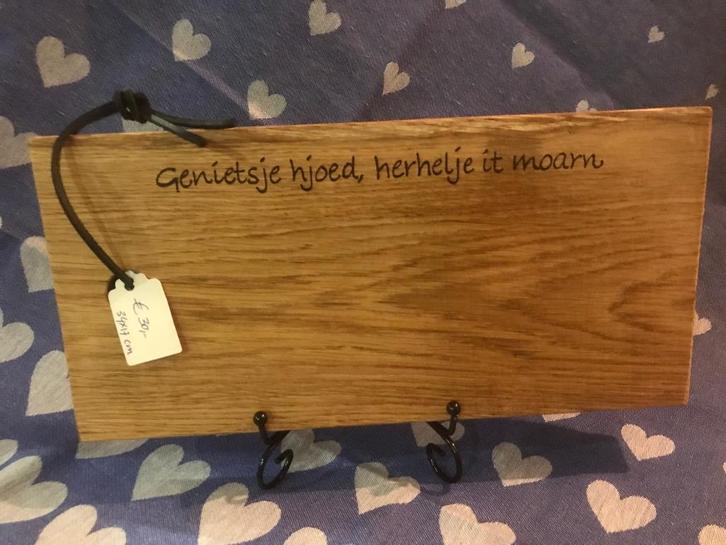 Genietsje hjoed, herhelje it moarn
€ 30,-
34x17 cm